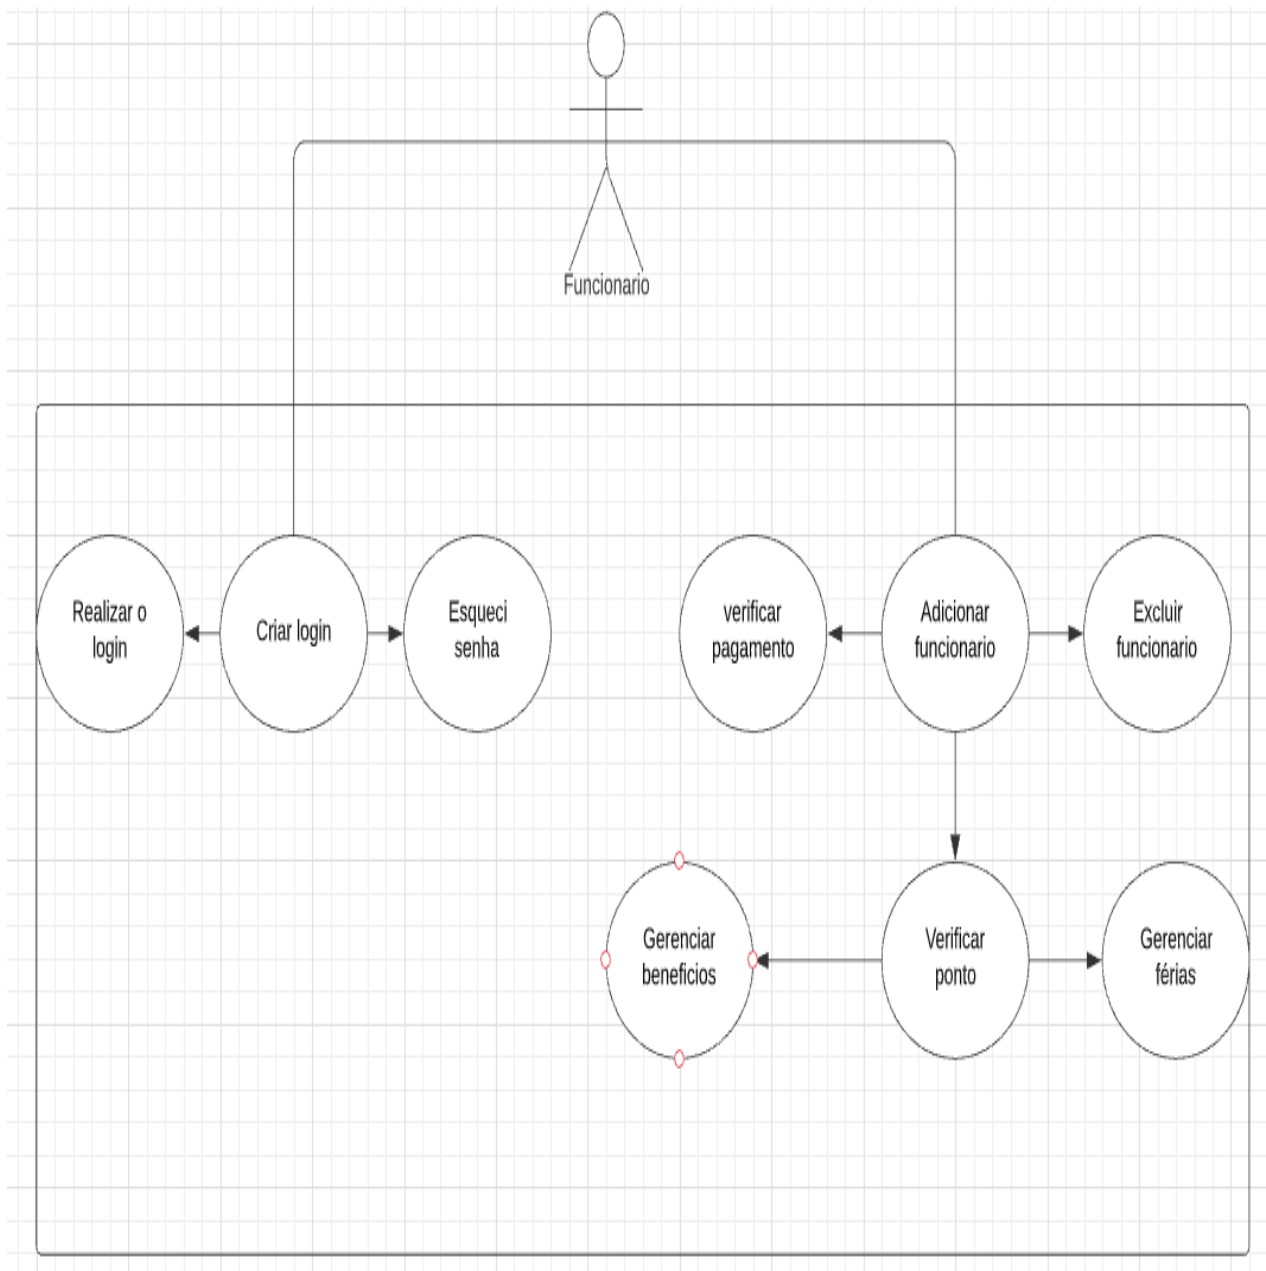 Funcionario
Realizar o
login
Criar login
Esqueci
senha
verificar
pagamento
Adicionar
funcionario
Excluir
funcionario
Gerenciar
beneficios
Verificar
ponto
Gerenciar
férias